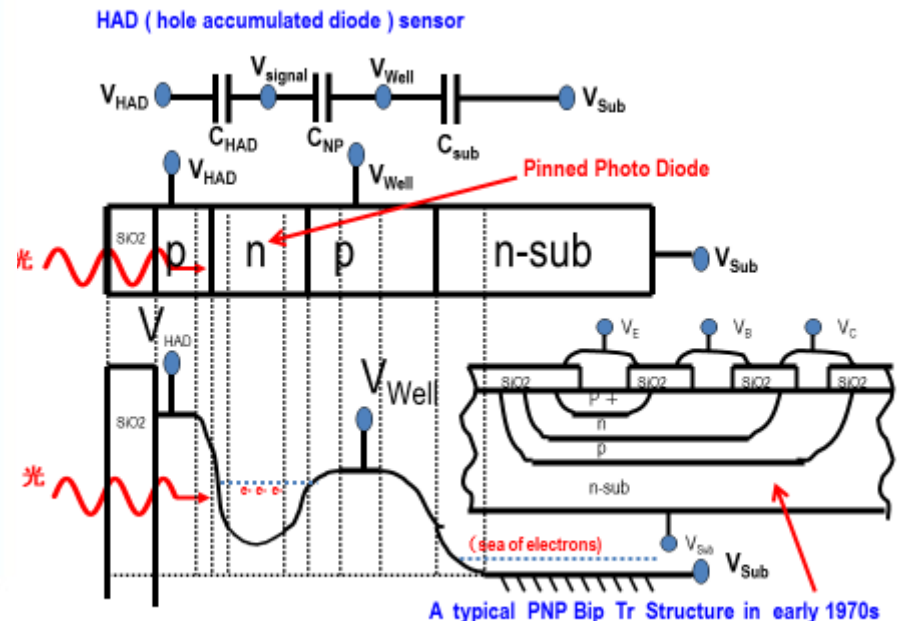 HAD ( hole accumulated diode ) sensor
VHAD
Vsignal
VWell
VSub
CHAD
CNP
Csub
VHAD
VWell
Pinned Photo Diode
光
SiO2
p
n
p
n-sub
VSub
VHAD
VWell
VE
VB
VC
SiO2
SiO2
SiO2
SiO2
P +
n
p
n-sub
SiO2
光
e- e- e-
(sea of electrons)
VSub
VSub
A typical PNP Bip Tr Structure in early 1970s